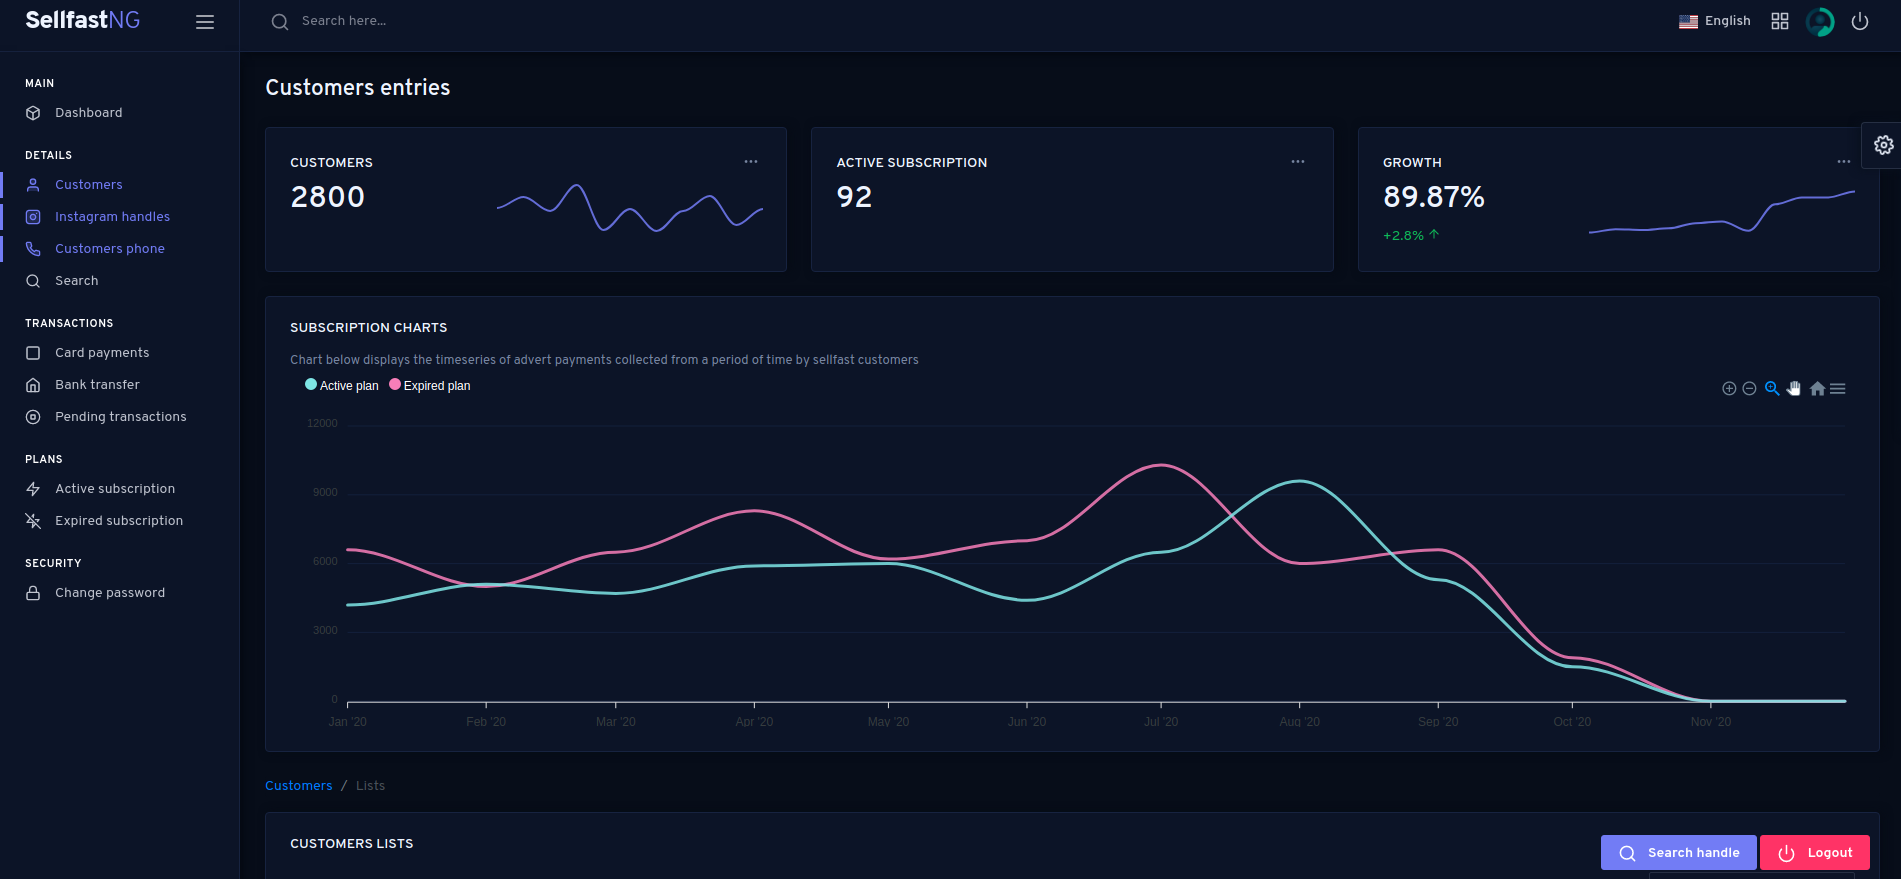 SellfastNG
Search here...
English
MAIN
Dashboard
DETAILS
Customers
Instagram handles
Customers phone
Search
TRANSACTIONS
Card payments
Bank transfer
Pending transactions
PLANS
Active subscription
Expired subscription
SECURITY
Change password
Customers entries
CUSTOMERS
2800
ACTIVE SUBSCRIPTION
92
GROWTH
89.87%
+2.8%
SUBSCRIPTION CHARTS
Chart below displays the timeseries of advert payments collected from a period of time by sellfast customers
Active plan Expired plan
12000
9000
6000
3000
0
Jan '20 Feb '20 Mar '20 Apr '20 May '20 Jun '20 Jul '20 Aug '20 Sep '20 Oct '20 Nov '20
Customers / Lists
CUSTOMERS LISTS
Search handle
Logout